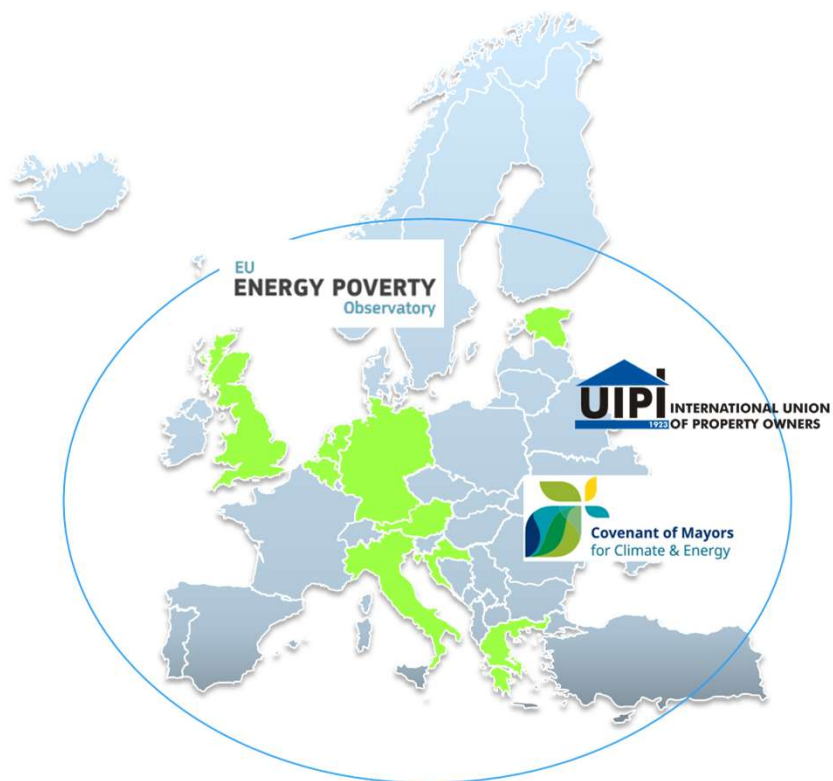 EU
ENERGY POVERTY
Observatory
UIPI INTERNATIONAL UNION
1923 OF PROPERTY OWNERS
Covenant of Mayors
for Climate & Energy